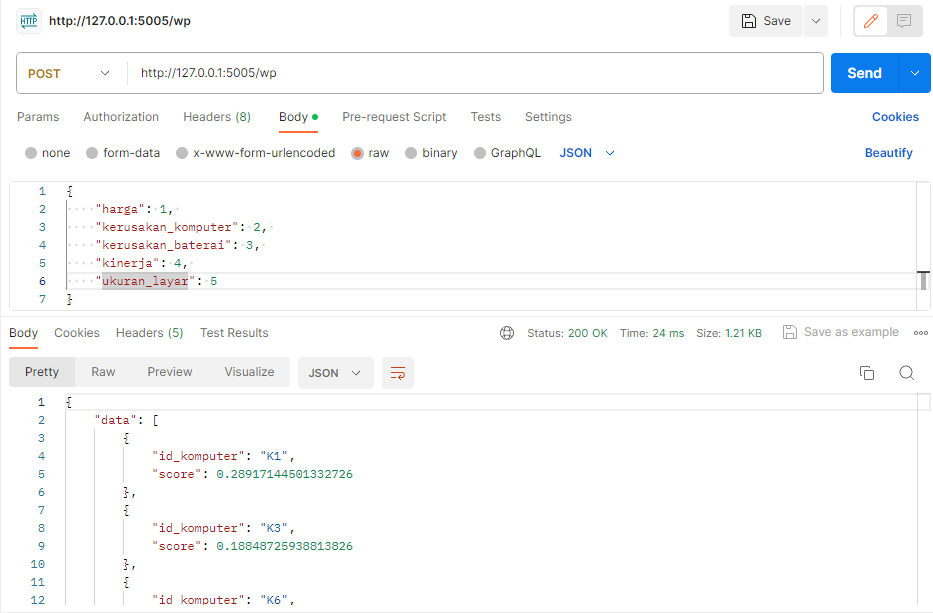 HTTP http://127.0.0.1:5005/wp Save
POST http://127.0.0.1:5005/wp Send
Params Authorization Headers (8) Body Pre-request Script Tests Settings Cookies
none form-data x-www-form-urlencoded raw binary GraphQL JSON Beautify
1 {
2 "harga": 1,
3 "kerusakan_komputer": 2,
4 "kerusakan_baterai": 3,
5 "kinerja": 4,
6 "ukuran_layar": 5
7 }
Body Cookies Headers (5) Test Results Status: 200 OK Time: 24 ms Size: 1.21 KB Save as example
Pretty Raw Preview Visualize JSON
1 {
2 "data": [
3 {
4 "id_komputer": "K1",
5 "score": 0.28917144501332726
6 },
7 {
8 "id_komputer": "K3",
9 "score": 0.18848725938813826
10 },
11 {
12 "id_komputer": "K6",